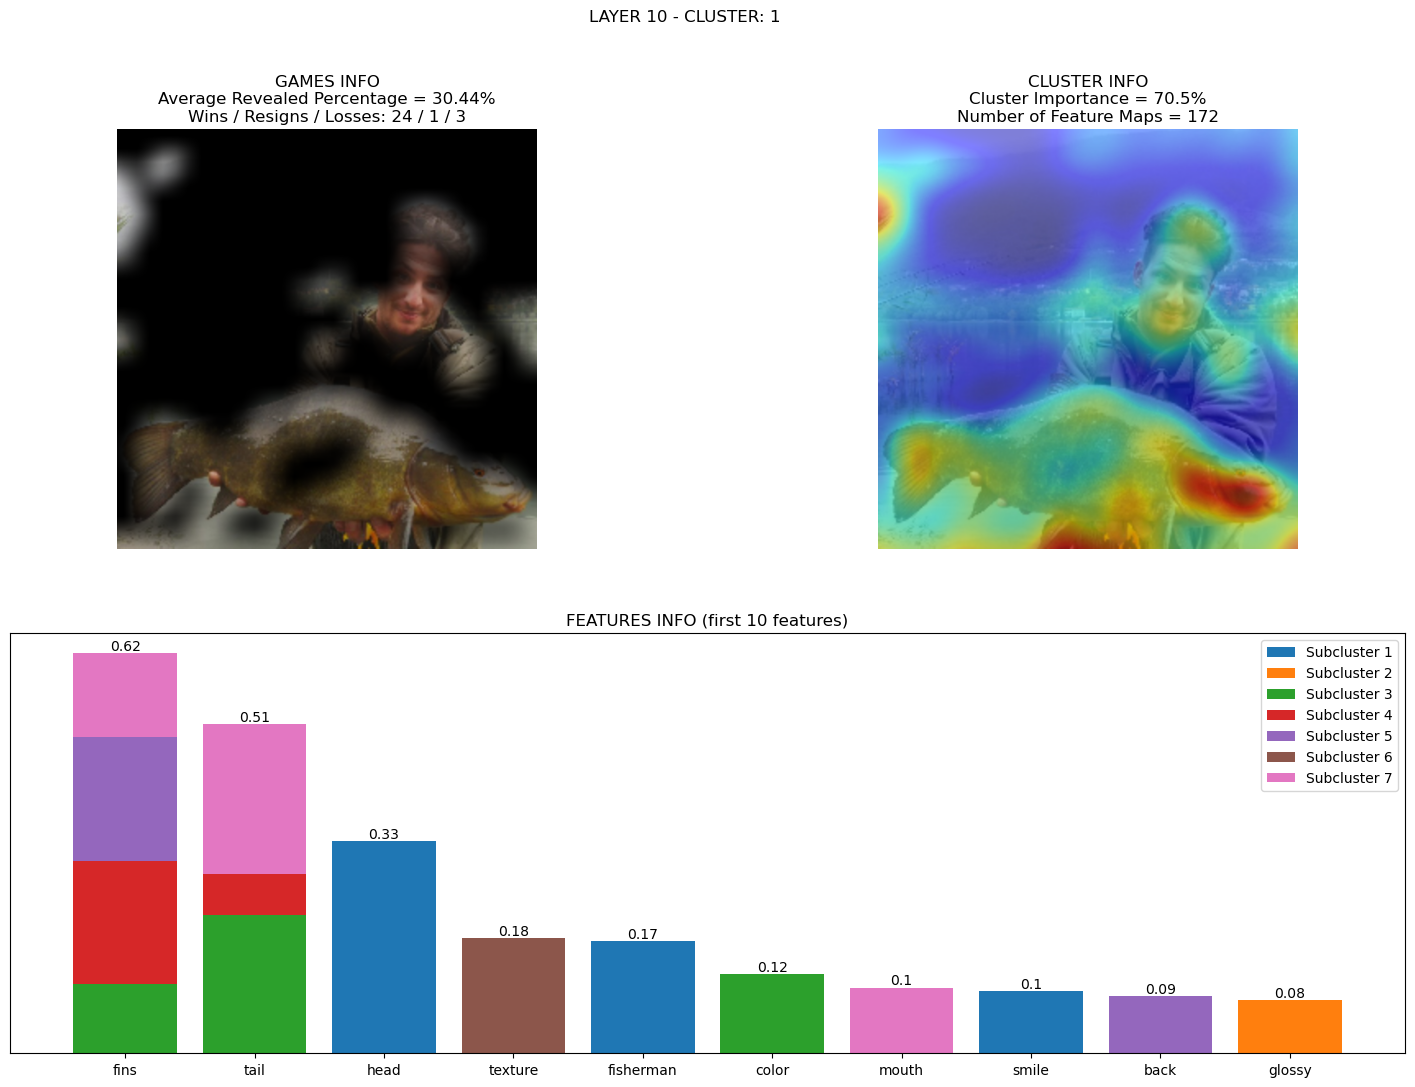 LAYER 10 - CLUSTER: 1
GAMES INFO
Average Revealed Percentage = 30.44%
Wins / Resigns / Losses: 24 / 1 / 3
CLUSTER INFO
Cluster Importance = 70.5%
Number of Feature Maps = 172
FEATURES INFO (first 10 features)
0.62
0.51
0.33
0.18
0.17
0.12
0.1
0.1
0.09
0.08
Subcluster 1
Subcluster 2
Subcluster 3
Subcluster 4
Subcluster 5
Subcluster 6
Subcluster 7
fins tail head texture fisherman color mouth smile back glossy